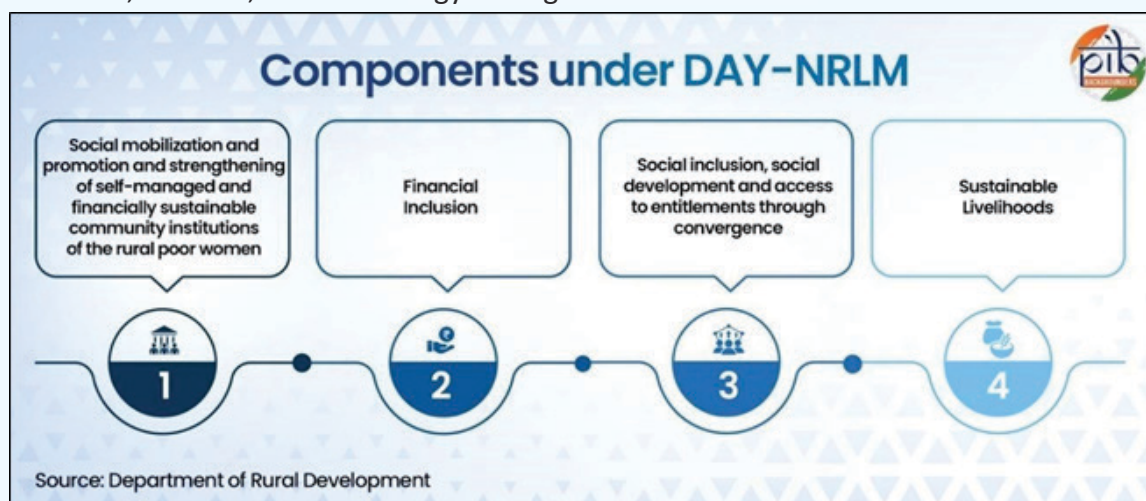 Components under DAY-NRLM
pib
BACKGROUNDERS
Social mobilization and
promotion and strengthening
of self-managed and
financially sustainable
community institutions
of the rural poor women
Financial
Inclusion
Social inclusion, social
development and access
to entitlements through
convergence
Sustainable
Livelihoods
1
2
3
4
Source: Department of Rural Development